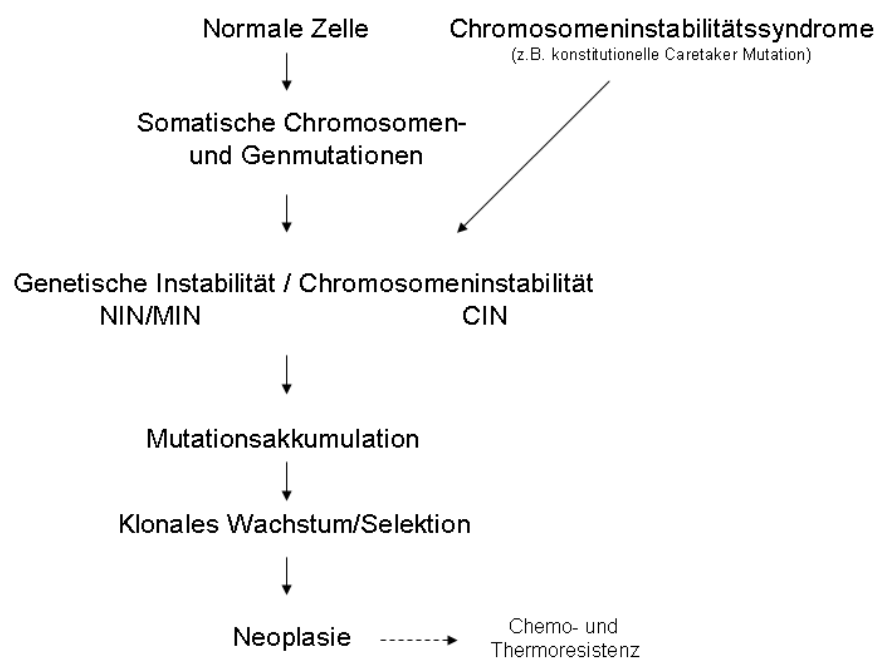 Normale Zelle
Chromosomeninstabilitätssyndrome
(z.B. konstitutionelle Caretaker Mutation)
Somatische Chromosomen-
und Genmutationen
Genetische Instabilität / Chromosomeninstabilität
NIN/MIN
CIN
Mutationsakkumulation
Klonales Wachstum/Selektion
Neoplasie
Chemo- und
Thermoresistenz